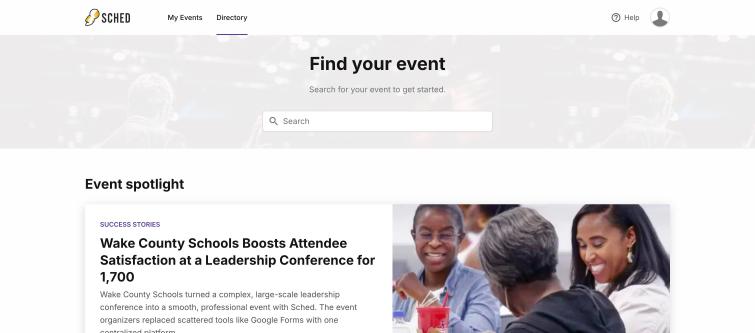 SCHED
My Events
Directory
Help
Find your event
Search for your event to get started.
Search
Event spotlight
SUCCESS STORIES
Wake County Schools Boosts Attendee
Satisfaction at a Leadership Conference for
1,700
Wake County Schools turned a complex, large-scale leadership
conference into a smooth, professional event with Sched. The event
organizers replaced scattered tools like Google Forms with one
centralized platform.